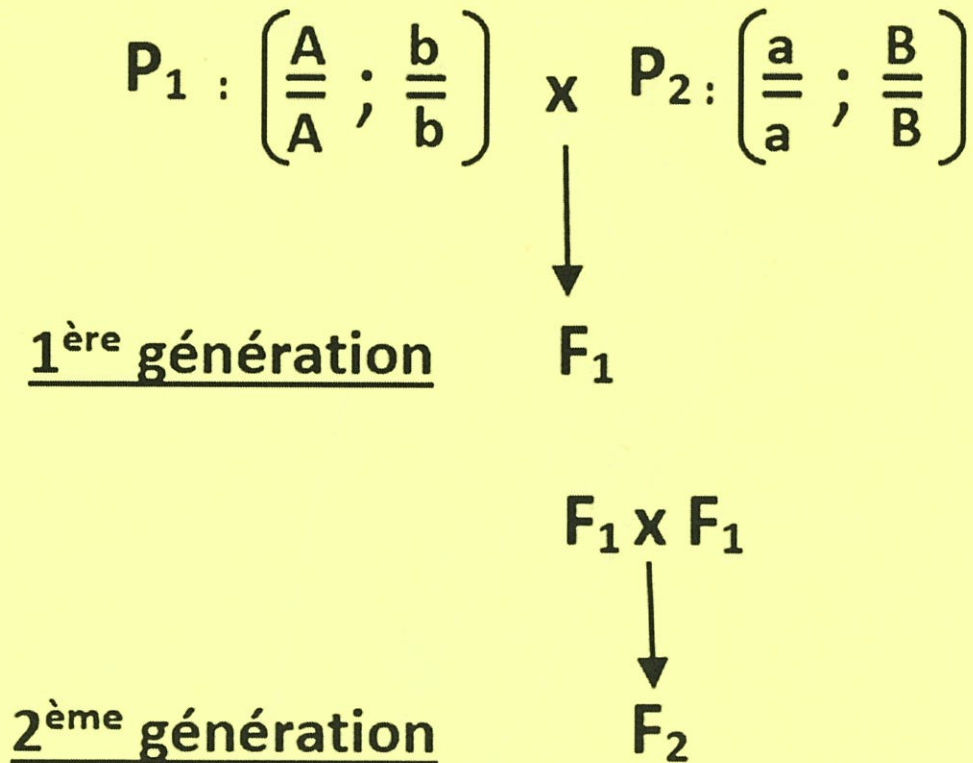 P₁ : (A/A ; b/b) x P₂ : (a/a ; B/B)
1ère génération F₁
F₁ x F₁
2ème génération F₂